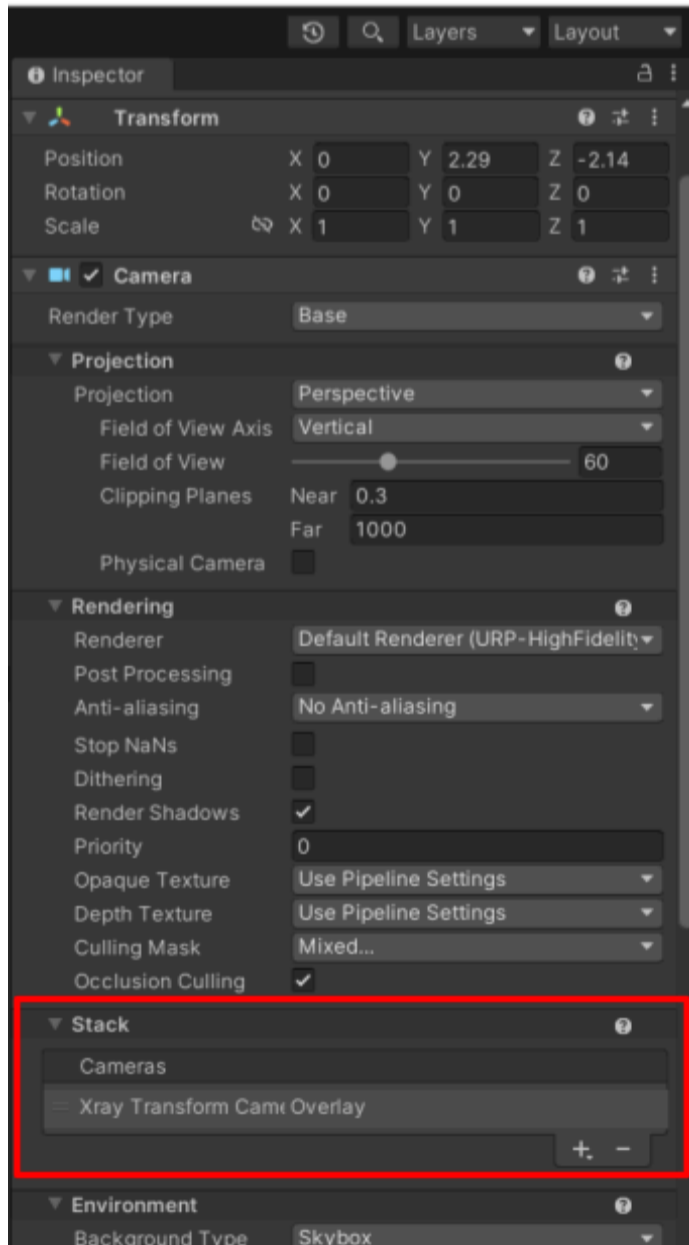 Layers Layout
Inspector
Transform
Position X 0 Y 2.29 Z -2.14
Rotation X 0 Y 0 Z 0
Scale X 1 Y 1 Z 1
Camera
Render Type Base
Projection
Projection Perspective
Field of View Axis Vertical
Field of View 60
Clipping Planes Near 0.3
Far 1000
Physical Camera
Rendering
Renderer Default Renderer (URP-HighFidelity
Post Processing
Anti-aliasing No Anti-aliasing
Stop NaNs
Dithering
Render Shadows
Priority 0
Opaque Texture Use Pipeline Settings
Depth Texture Use Pipeline Settings
Culling Mask Mixed...
Occlusion Culling
Stack
Cameras
Xray Transform Came Overlay
Environment
Background Type Skybox